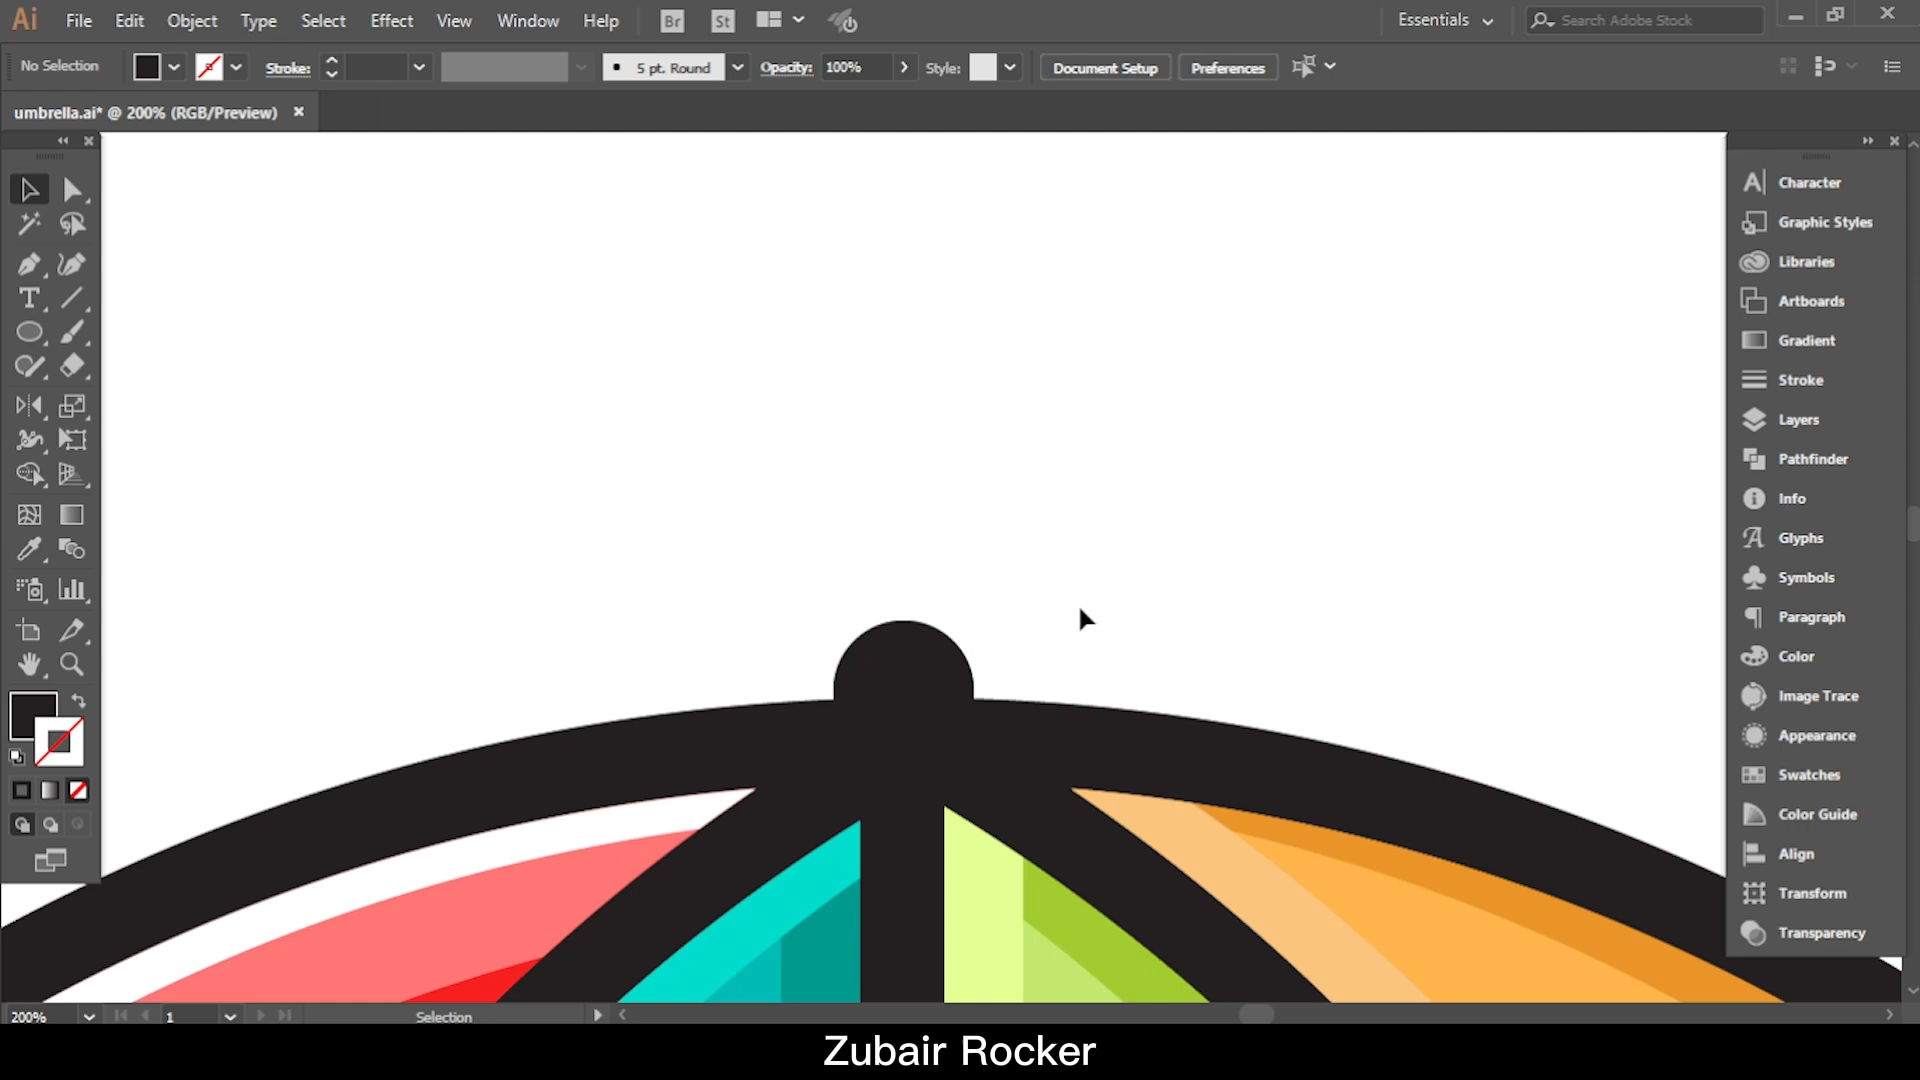 Ai File Edit Object Type Select Effect View Window Help Br St Essentials Search Adobe Stock
No Selection Stroke: 5 pt. Round Opacity: 100% Style: Document Setup Preferences
umbrella.ai* @ 200% (RGB/Preview)
Character
Graphic Styles
Libraries
Artboards
Gradient
Stroke
Layers
Pathfinder
Info
Glyphs
Symbols
Paragraph
Color
Image Trace
Appearance
Swatches
Color Guide
Align
Transform
Transparency
200% 1 Selection
Zubair Rocker